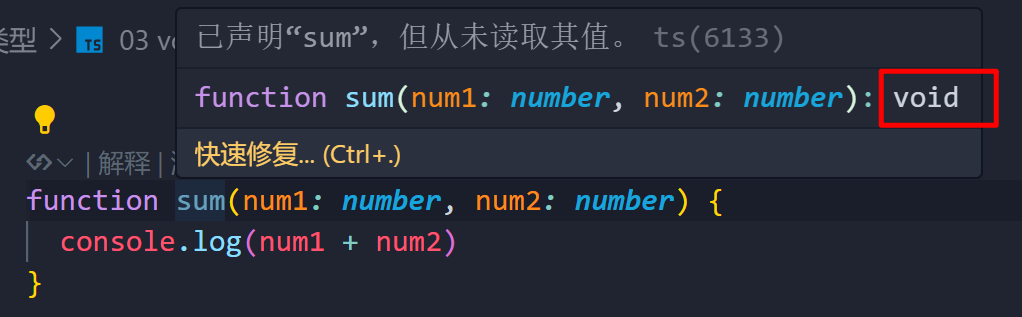 类型 > TS 03 vo
已声明“sum”，但从未读取其值。 ts(6133)
function sum(num1: number, num2: number): void
快速修复... (Ctrl+.)
| 解释 |
function sum(num1: number, num2: number) {
console.log(num1 + num2)
}